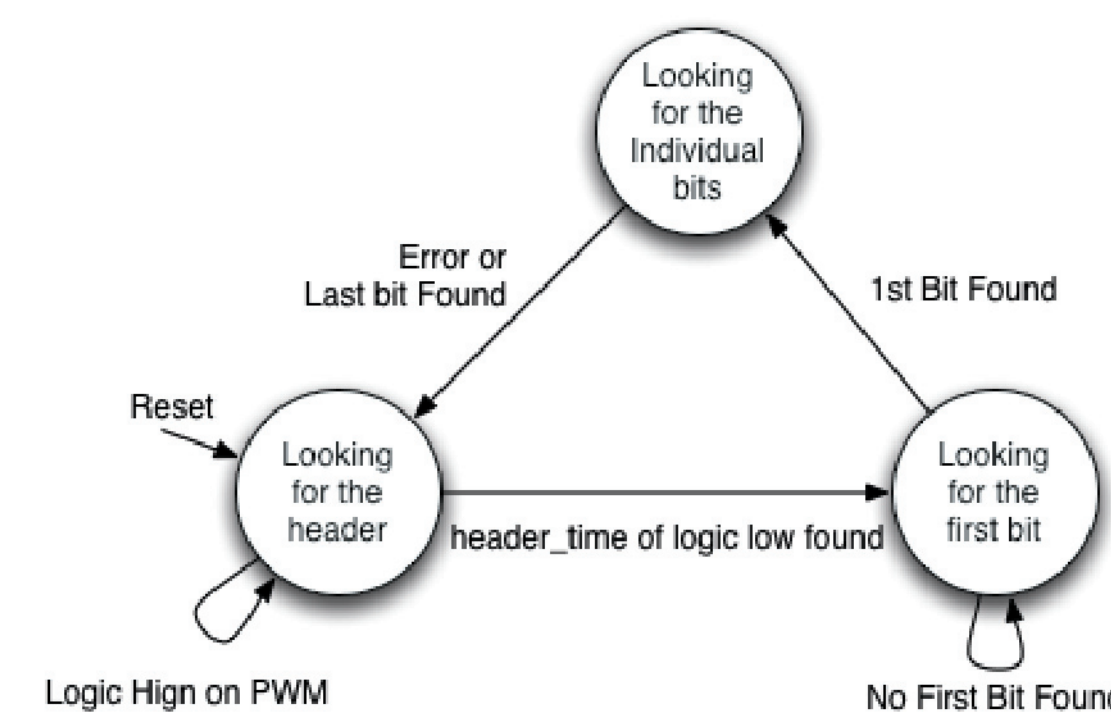 Looking
for the
Individual
bits
Error or
Last bit Found
1st Bit Found
Reset
Looking
for the
header
header_time of logic low found
Looking
for the
first bit
Logic Hign on PWM
No First Bit Found